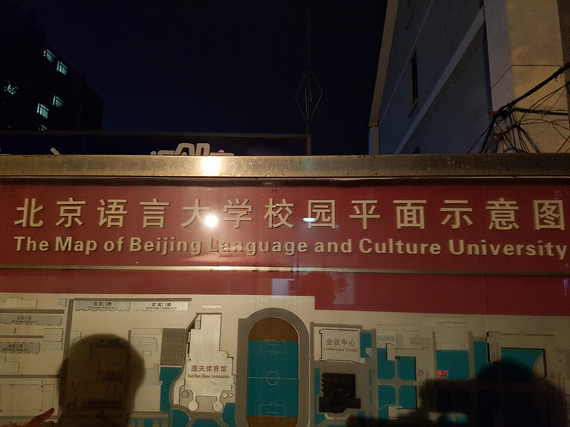 北京语言大学校园平面示意图
The Map of Beijing Language and Culture University
会议中心
Conference Center
逸夫体育馆